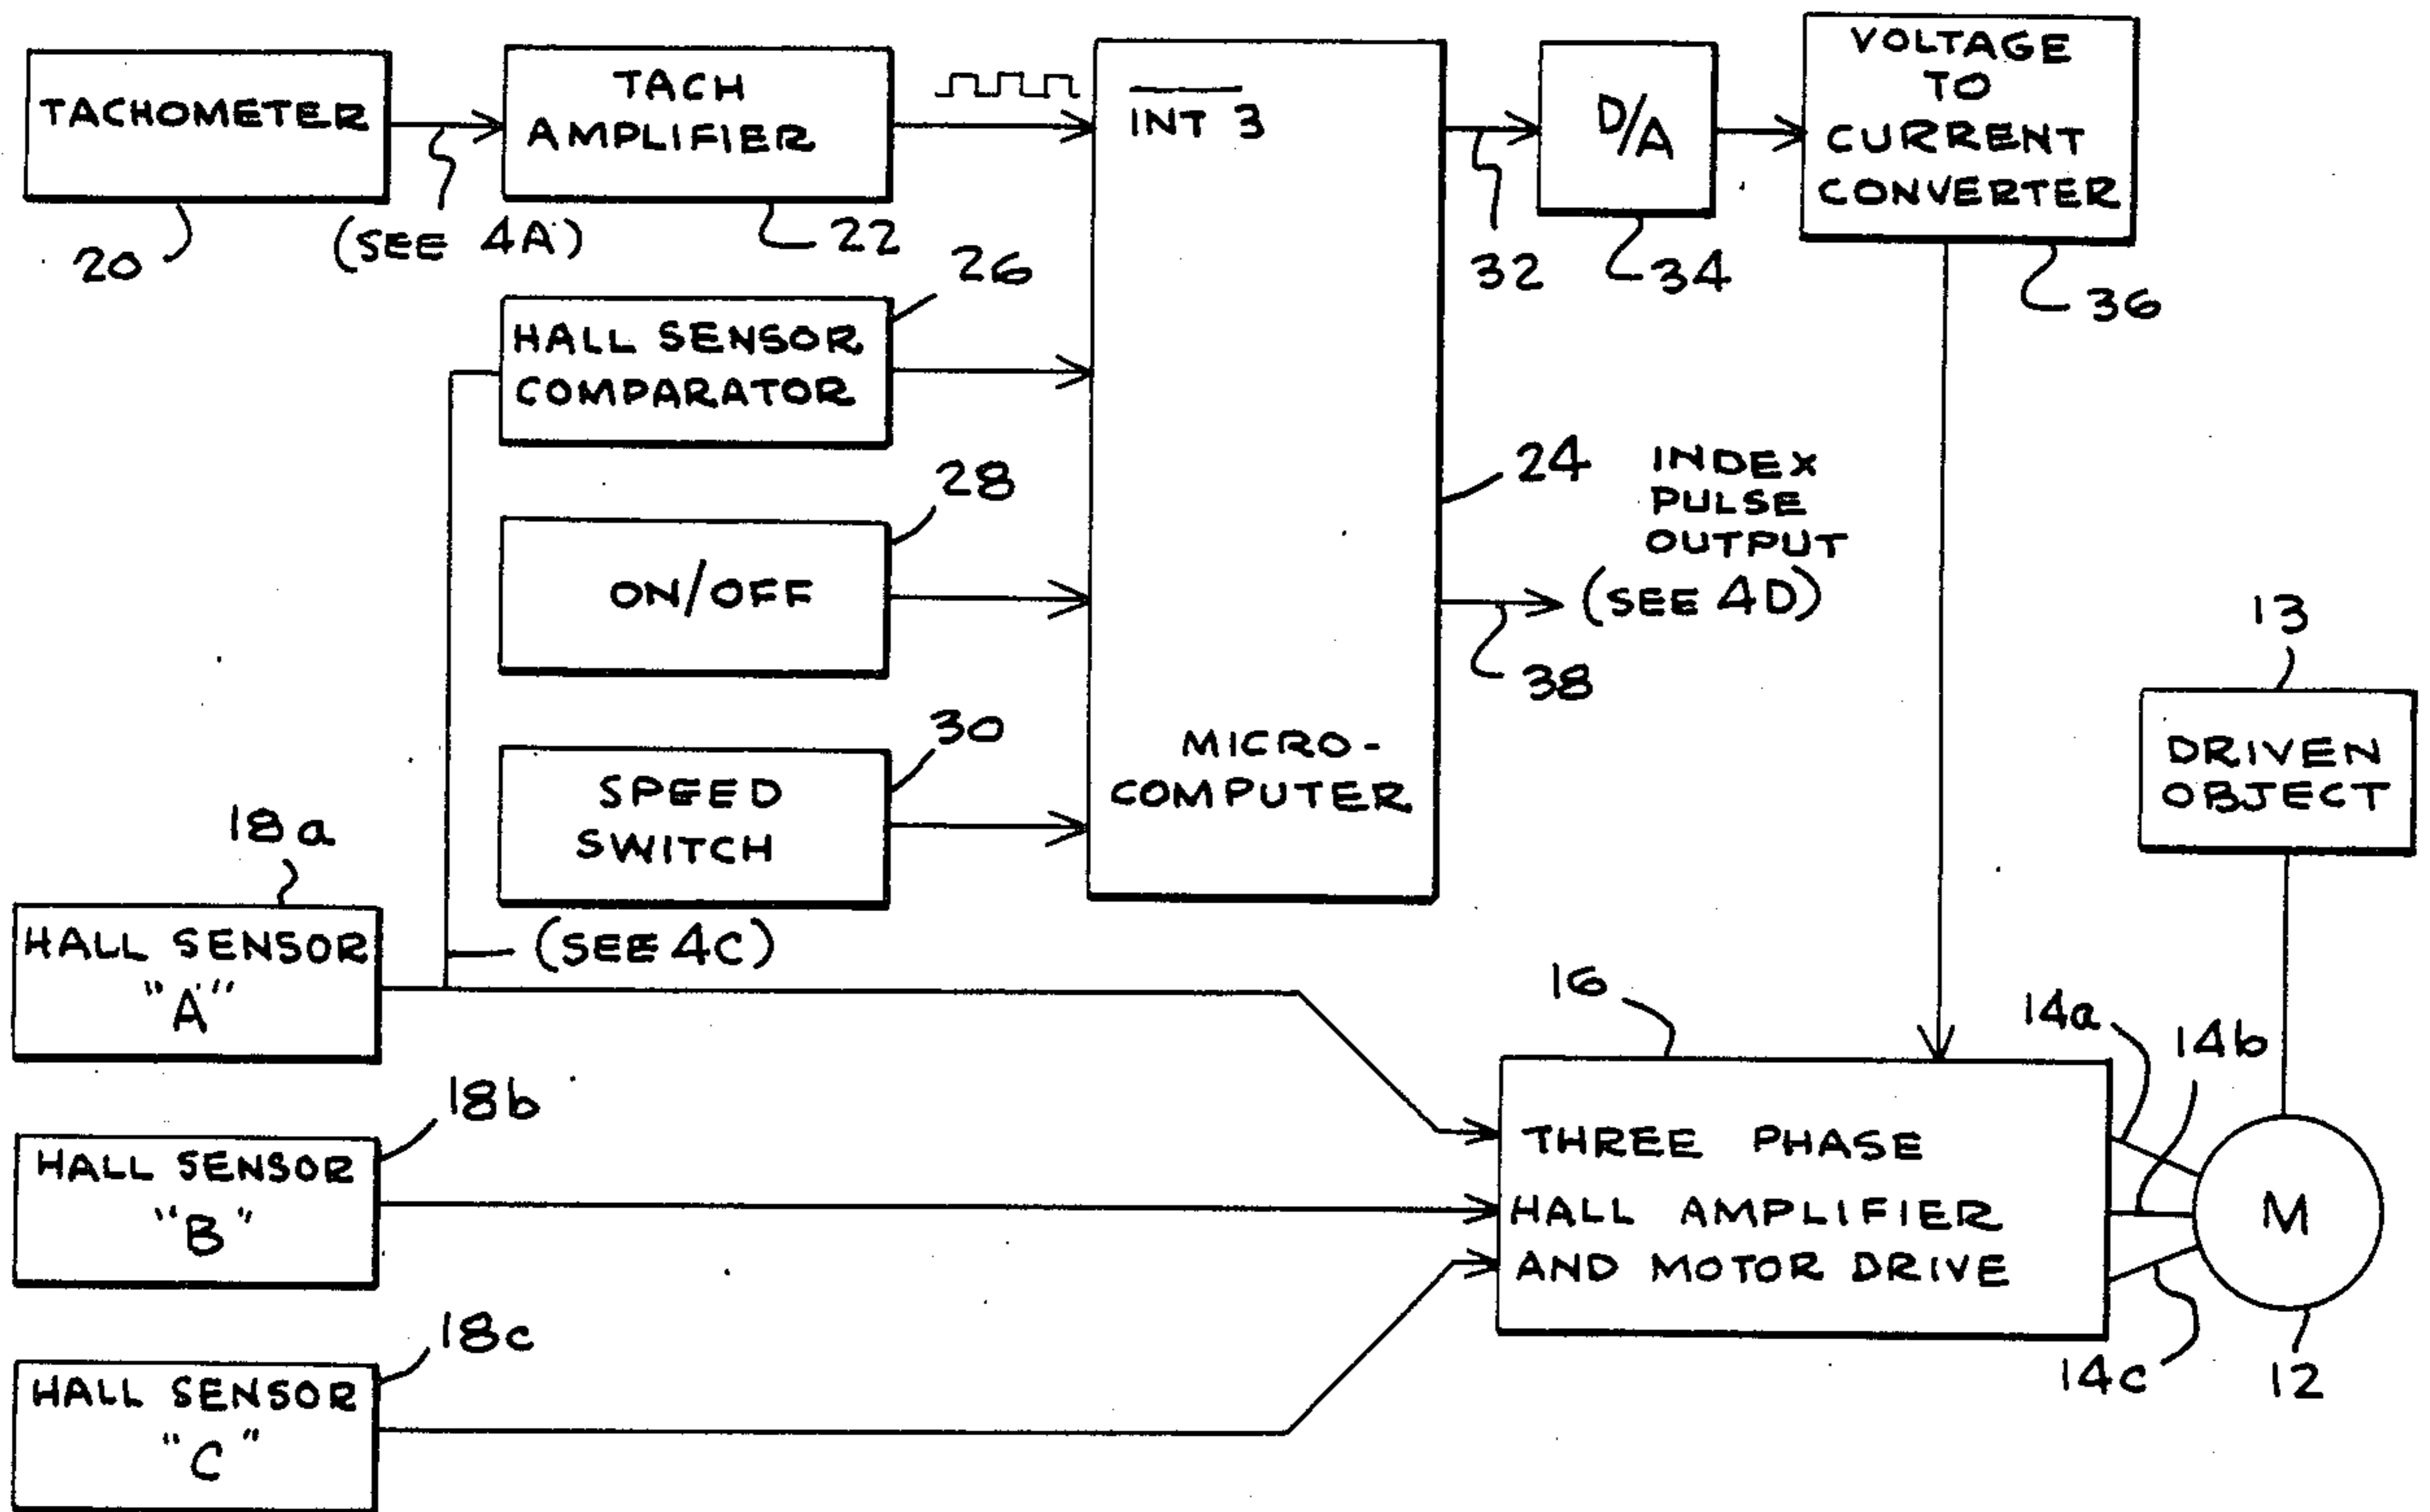 TACHOMETER
20
(SEE 4A)
TACH
AMPLIFIER
22
INT 3
D/A
32
34
VOLTAGE
TO
CURRENT
CONVERTER
36
26
HALL SENSOR
COMPARATOR
28
ON/OFF
30
SPEED
SWITCH
(SEE 4C)
24
MICRO-
COMPUTER
INDEX
PULSE
OUTPUT
(SEE 4D)
38
13
DRIVEN
OBJECT
18a
HALL SENSOR
"A"
18b
HALL SENSOR
"B"
18c
HALL SENSOR
"C"
16
THREE PHASE
HALL AMPLIFIER
AND MOTOR DRIVE
14a
14b
14c
M
12